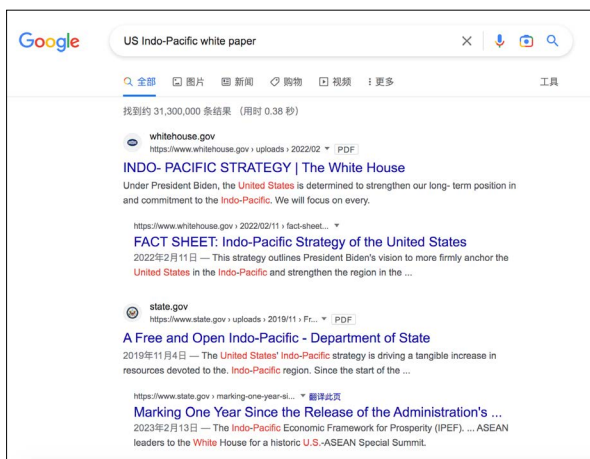 Google
US Indo-Pacific white paper
全部 图片 新闻 购物 视频 更多 工具
找到约 31,300,000 条结果 （用时 0.38 秒）
whitehouse.gov
https://www.whitehouse.gov › uploads › 2022/02 PDF
INDO- PACIFIC STRATEGY | The White House
Under President Biden, the United States is determined to strengthen our long- term position in
and commitment to the Indo-Pacific. We will focus on every.
https://www.whitehouse.gov › 2022/02/11 › fact-sheet...
FACT SHEET: Indo-Pacific Strategy of the United States
2022年2月11日 — This strategy outlines President Biden's vision to more firmly anchor the
United States in the Indo-Pacific and strengthen the region in the ...
state.gov
https://www.state.gov › uploads › 2019/11 › Fr... PDF
A Free and Open Indo-Pacific - Department of State
2019年11月4日 — The United States' Indo-Pacific strategy is driving a tangible increase in
resources devoted to the. Indo-Pacific region. Since the start of the ...
https://www.state.gov › marking-one-year-si... 翻译此页
Marking One Year Since the Release of the Administration's ...
2023年2月13日 — The Indo-Pacific Economic Framework for Prosperity (IPEF). ... ASEAN
leaders to the White House for a historic U.S.-ASEAN Special Summit.